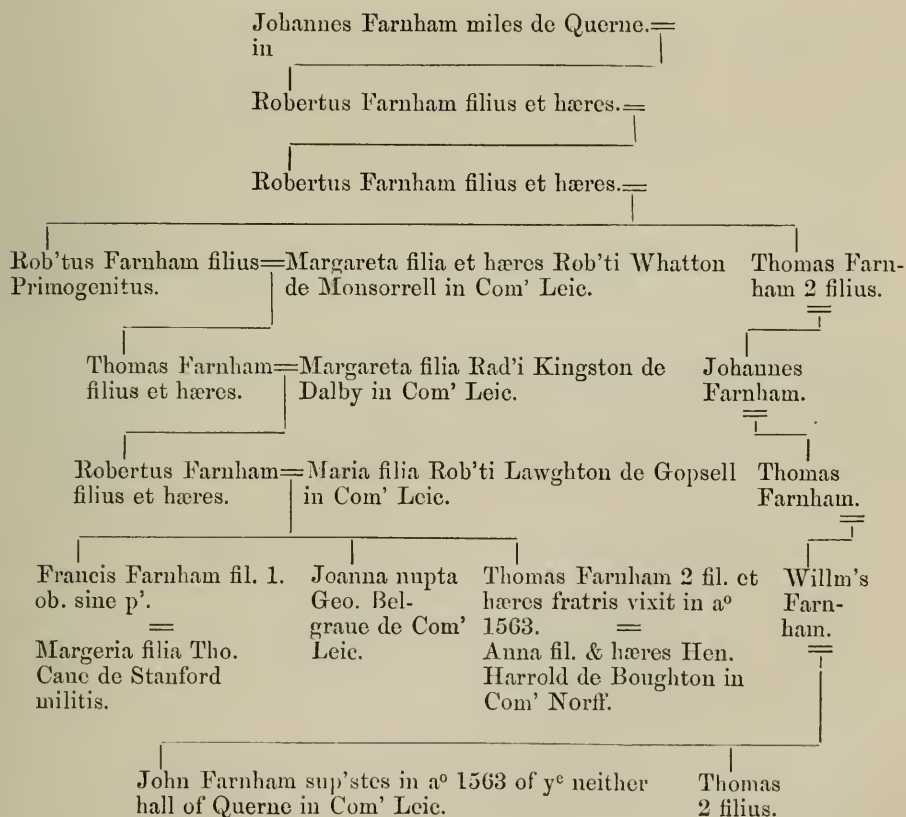 Johannes Farnham miles de Querne.=
in
Robertus Farnham filius et hæres.=
Robertus Farnham filius et hæres.=
Rob'tus Farnham filius=Margareta filia et hæres Rob'ti Whatton
Primogenitus.
de Monsorrell in Com' Leic.
Thomas Farn-
ham 2 filius.
=
Thomas Farnham=Margareta filia Rad'i Kingston de
filius et hæres.
Dalby in Com' Leic.
Johannes
Farnham.
=
Robertus Farnham=Maria filia Rob'ti Lawghton de Gopsell
filius et hæres.
in Com' Leic.
Thomas
Farnham.
=
Francis Farnham fil. 1.
ob. sine p'.
=
Margeria filia Tho.
Cane de Stanford
militis.
Joanna nupta
Geo. Bel-
graue de Com'
Leic.
Thomas Farnham 2 fil. et
hæres fratris vixit in aº
1563. =
Anna fil. & hæres Hen.
Harrold de Boughton in
Com' Norff.
Willm's
Farn-
ham.
=
John Farnham sup'stes in aº 1563 of yᵉ neither
hall of Querne in Com' Leic.
Thomas
2 filius.